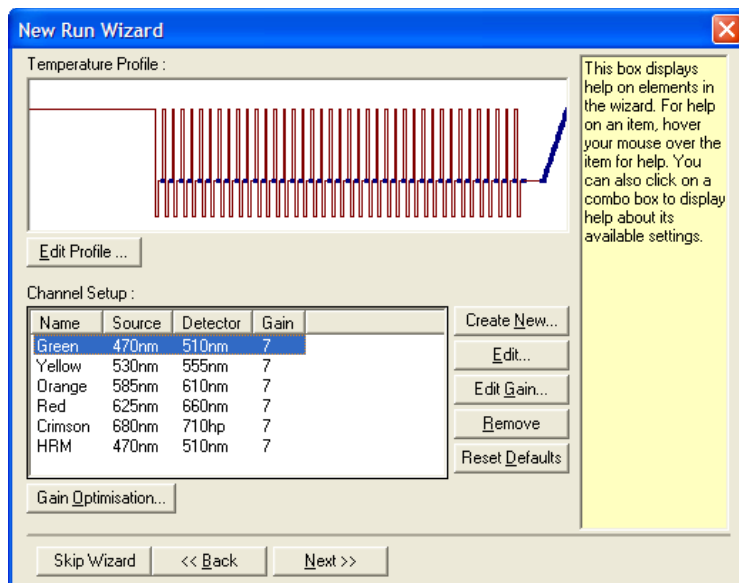 New Run Wizard
Temperature Profile :
Edit Profile ...
Channel Setup :
Name Source Detector Gain
Green 470nm 510nm 7
Yellow 530nm 555nm 7
Orange 585nm 610nm 7
Red 625nm 660nm 7
Crimson 680nm 710hp 7
HRM 470nm 510nm 7
Create New...
Edit...
Edit Gain...
Remove
Reset Defaults
Gain Optimisation...
This box displays
help on elements in
the wizard. For help
on an item, hover
your mouse over the
item for help. You
can also click on a
combo box to display
help about its
available settings.
Skip Wizard
<< Back
Next >>